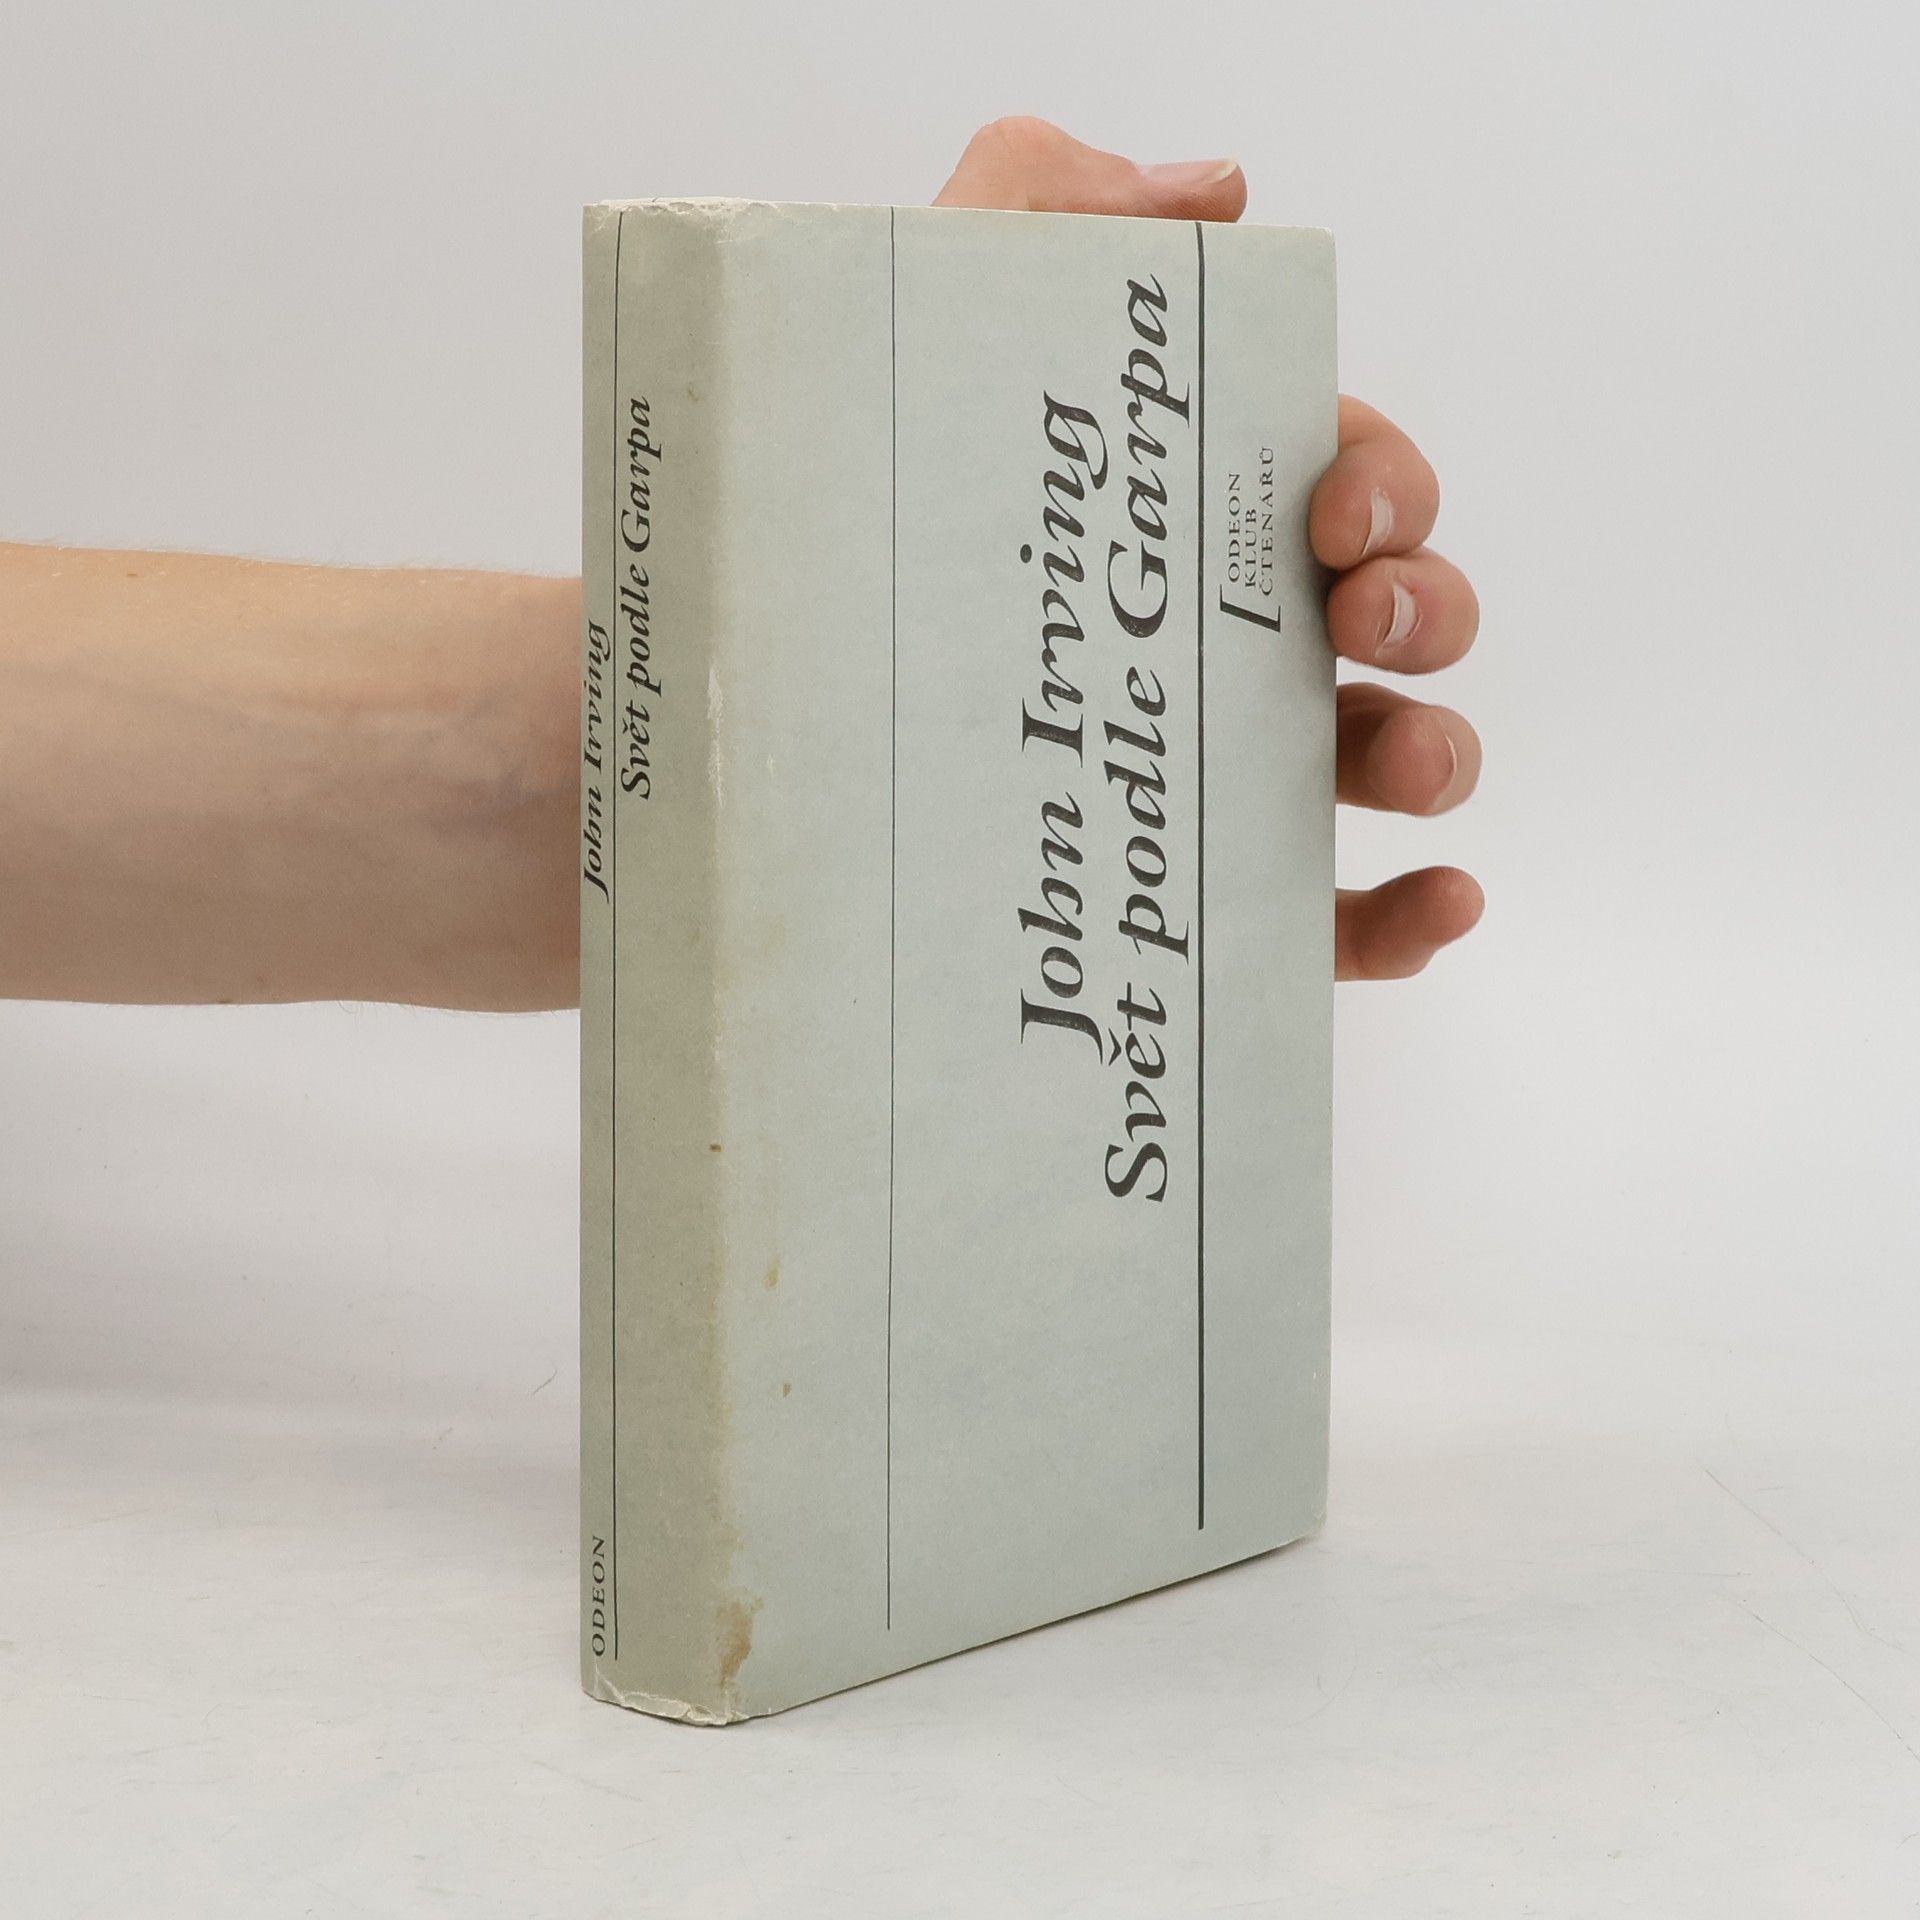 John Irving
Svět podle Garpa
ODEON
John Irving
Svět podle Garpa
ODEON
KLUB
ČTENÁŘŮ